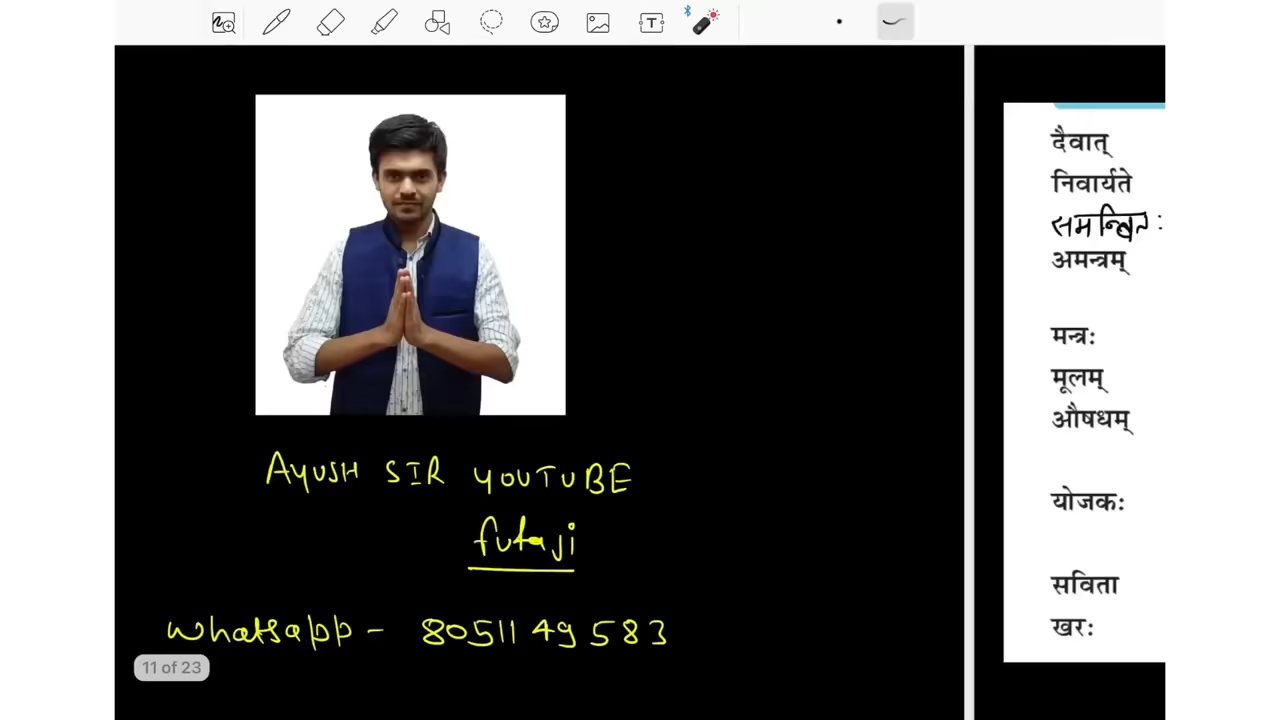 AYUSH SIR YOUTUBE
futaji
whatsapp - 8051149583
11 of 23
दैवात्
निवार्यते
समन्वितः
अमन्त्रम्
मन्त्रः
मूलम्
औषधम्
योजकः
सविता
खरः